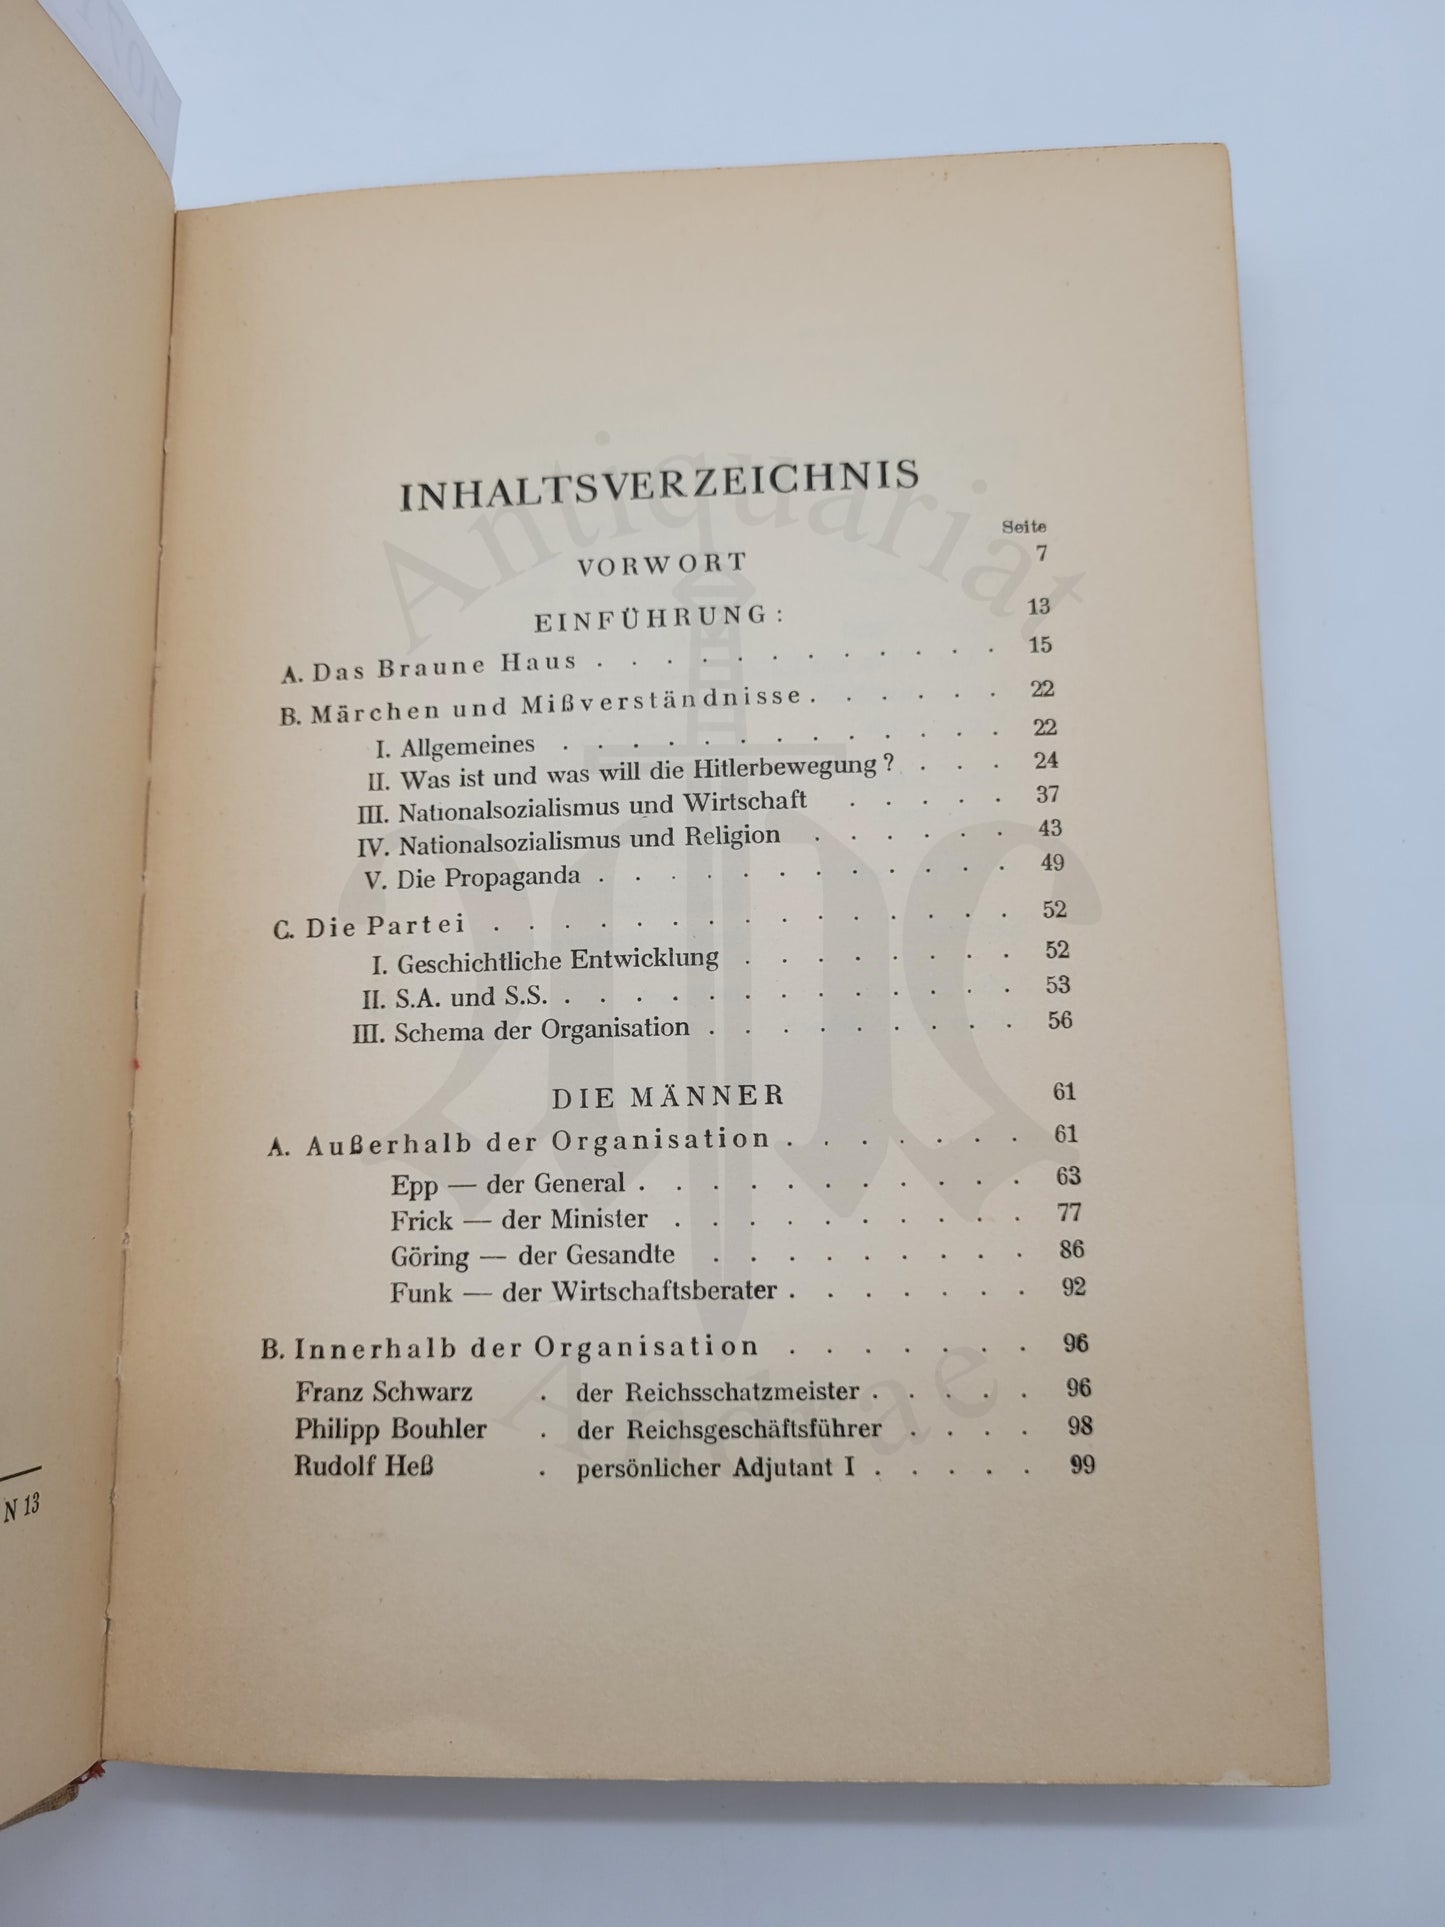 INHALTSVERZEICHNIS
Seite
VORWORT 7
EINFÜHRUNG: 13
A. Das Braune Haus . . . . . . . . . . . . 15
B. Märchen und Mißverständnisse . . . . . . 22
I. Allgemeines . . . . . . . . . . . . . 22
II. Was ist und was will die Hitlerbewegung? . . . 24
III. Nationalsozialismus und Wirtschaft . . . . . 37
IV. Nationalsozialismus und Religion . . . . . . 43
V. Die Propaganda . . . . . . . . . . . . 49
C. Die Partei . . . . . . . . . . . . . . . 52
I. Geschichtliche Entwicklung . . . . . . . . 52
II. S.A. und S.S. . . . . . . . . . . . . . 53
III. Schema der Organisation . . . . . . . . . 56
DIE MÄNNER 61
A. Außerhalb der Organisation . . . . . . . 61
Epp — der General . . . . . . . . . . . 63
Frick — der Minister . . . . . . . . . . 77
Göring — der Gesandte . . . . . . . . . 86
Funk — der Wirtschaftsberater . . . . . . . 92
B. Innerhalb der Organisation . . . . . . . 96
Franz Schwarz . der Reichsschatzmeister . . . . . 96
Philipp Bouhler . der Reichsgeschäftsführer . . . . 98
Rudolf Heß . persönlicher Adjutant I . . . . . 99
N 13
Antiquariat
Andrae